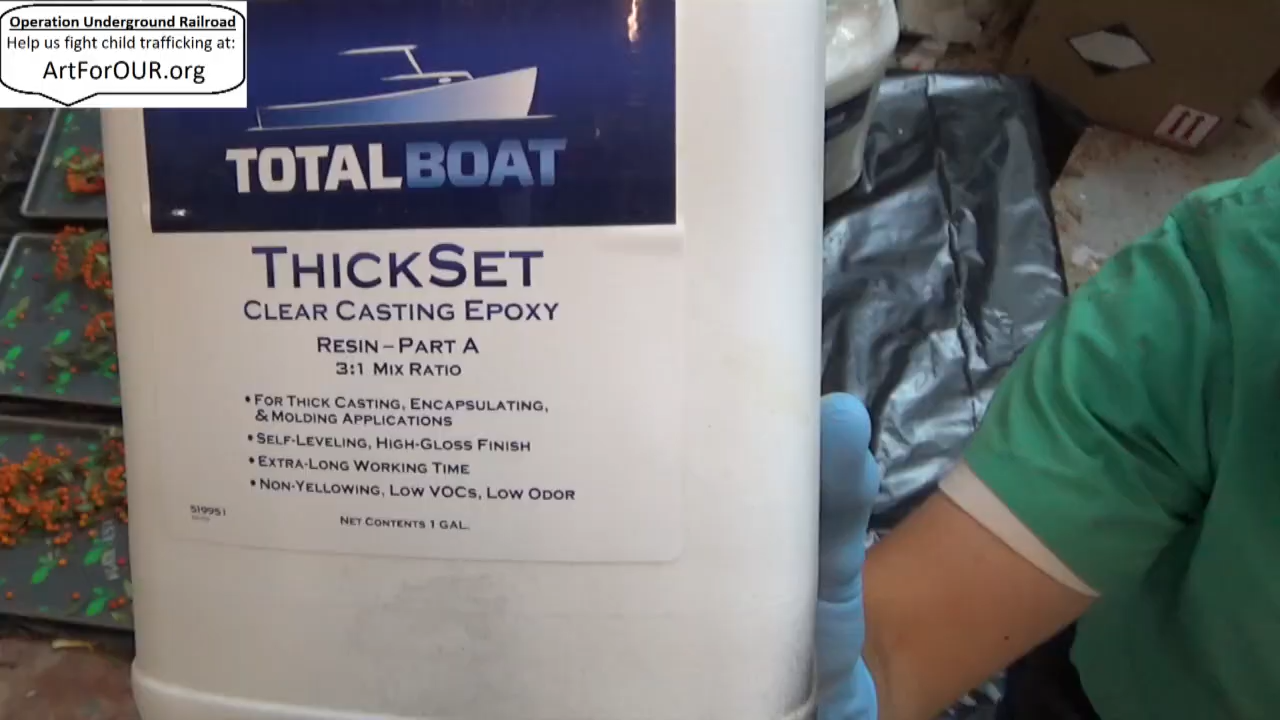 Operation Underground Railroad
Help us fight child trafficking at:
ArtForOUR.org
TOTALBOAT
THICKSET
CLEAR CASTING EPOXY
RESIN–PART A
3:1 MIX RATIO
• FOR THICK CASTING, ENCAPSULATING,
& MOLDING APPLICATIONS
• SELF-LEVELING, HIGH-GLOSS FINISH
• EXTRA-LONG WORKING TIME
• NON-YELLOWING, LOW VOCS, LOW ODOR
519951
NET CONTENTS 1 GAL.